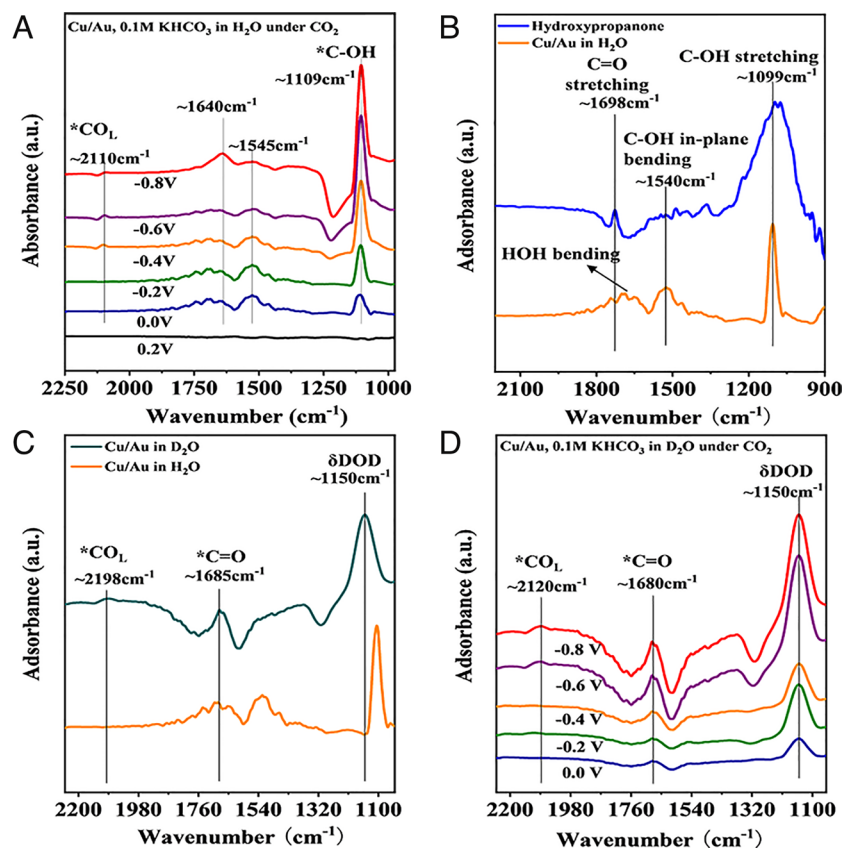 A
Cu/Au, 0.1M KHCO₃ in H₂O under CO₂
*C-OH
~1109cm⁻¹
~1640cm⁻¹
~1545cm⁻¹
*CO_L
~2110cm⁻¹
-0.8V
-0.6V
-0.4V
-0.2V
0.0V
0.2V
Absorbance (a.u.)
2250 2000 1750 1500 1250 1000
Wavenumber (cm⁻¹)
B
Hydroxypropanone
Cu/Au in H₂O
C=O
stretching
~1698cm⁻¹
C-OH stretching
~1099cm⁻¹
C-OH in-plane
bending
~1540cm⁻¹
HOH bending
Absorbance (a.u.)
2100 1800 1500 1200 900
Wavenumber (cm⁻¹)
C
Cu/Au in D₂O
Cu/Au in H₂O
δDOD
~1150cm⁻¹
*CO_L
~2198cm⁻¹
*C=O
~1685cm⁻¹
Adsorbance (a.u.)
2200 1980 1760 1540 1320 1100
Wavenumber (cm⁻¹)
D
Cu/Au, 0.1M KHCO₃ in D₂O under CO₂
δDOD
~1150cm⁻¹
*CO_L
~2120cm⁻¹
*C=O
~1680cm⁻¹
-0.8 V
-0.6 V
-0.4 V
-0.2 V
0.0 V
Adsorbance (a.u.)
2200 1980 1760 1540 1320 1100
Wavenumber (cm⁻¹)